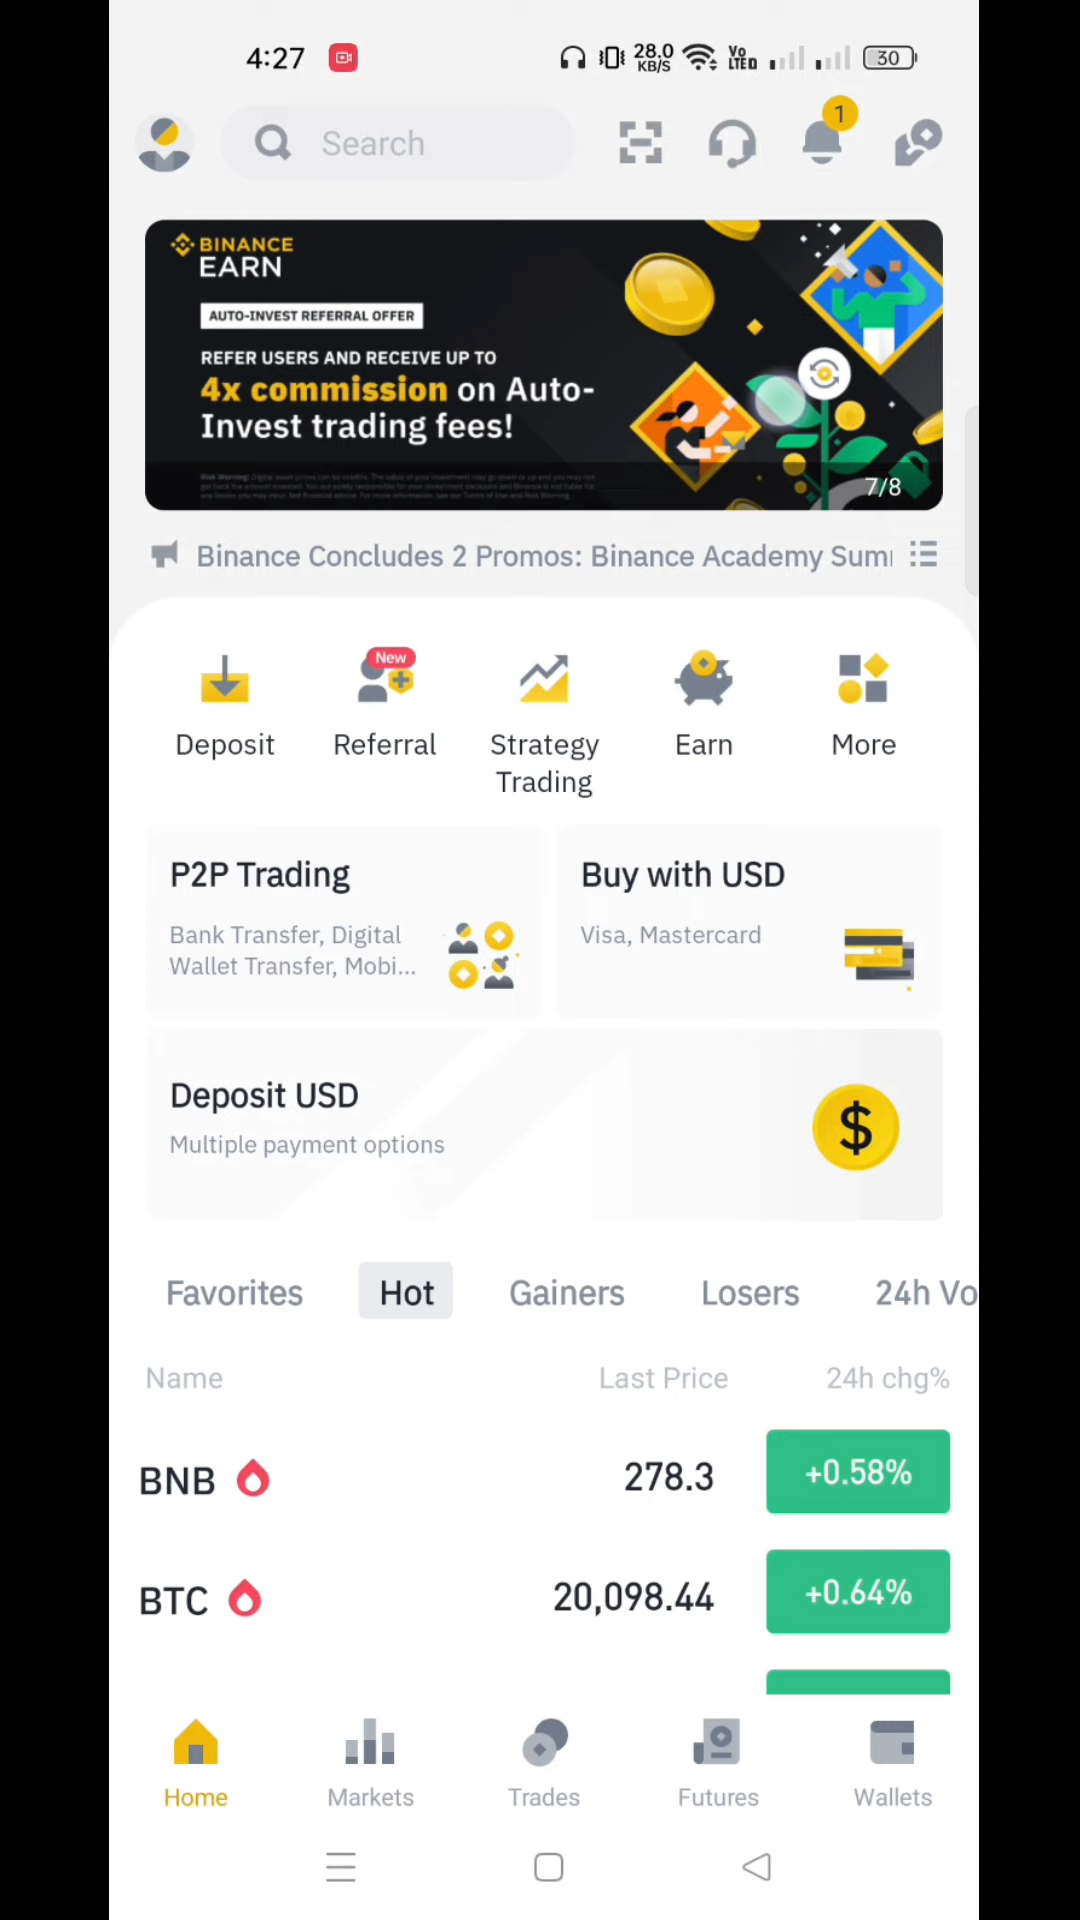 4:27
28.0
KB/S
Vo
LTED
30
Search
1
BINANCE
EARN
AUTO-INVEST REFERRAL OFFER
REFER USERS AND RECEIVE UP TO
4x commission on Auto-
Invest trading fees!
7/8
Binance Concludes 2 Promos: Binance Academy Sum
New
Deposit
Referral
Strategy
Trading
Earn
More
P2P Trading
Bank Transfer, Digital
Wallet Transfer, Mobi...
Buy with USD
Visa, Mastercard
Deposit USD
Multiple payment options
$
Favorites
Hot
Gainers
Losers
24h Vo
Name
Last Price
24h chg%
BNB
278.3
+0.58%
BTC
20,098.44
+0.64%
Home
Markets
Trades
Futures
Wallets